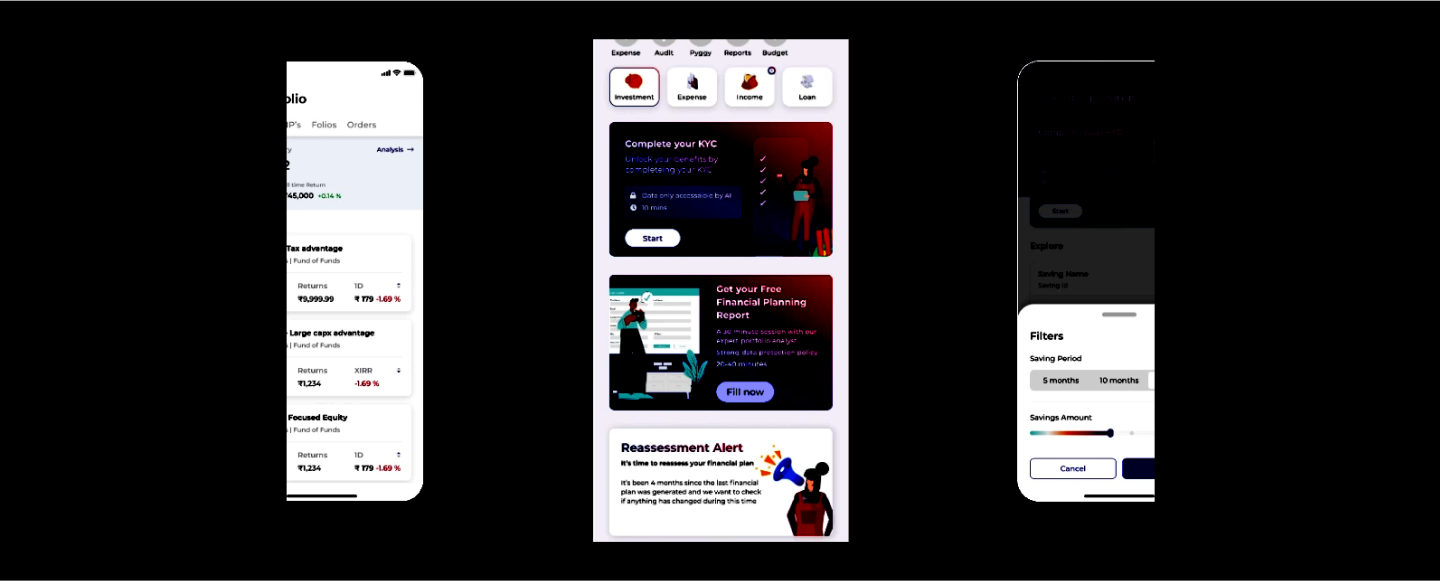 olio
IP's Folios Orders
Analysis →
2
time Return
45,000 +0.14 %
Tax advantage
s | Fund of Funds
Returns 1D
₹9,999.99 ₹ 179 -1.69 %
Large capx advantage
s | Fund of Funds
Returns XIRR
₹1,234 -1.69 %
Focused Equity
s | Fund of Funds
Returns 1D
₹1,234 ₹ 179 -1.69 %
Expense Audit Pyggy Reports Budget
Investment Expense Income Loan
Complete your KYC
Unlock your benefits by
completeing your KYC
Data only accessable by AI
10 mins
Start
Get your Free
Financial Planning
Report
A 30 minute session with our
expert portfolio analyst
Strong data protection policy
20-40 minutes
Fill now
Reassessment Alert
It's time to reassess your financial plan
It's been 4 months since the last financial
plan was generated and we want to check
if anything has changed during this time
Start
Explore
Saving Name
Saving id
Filters
Saving Period
5 months 10 months
Savings Amount
Cancel